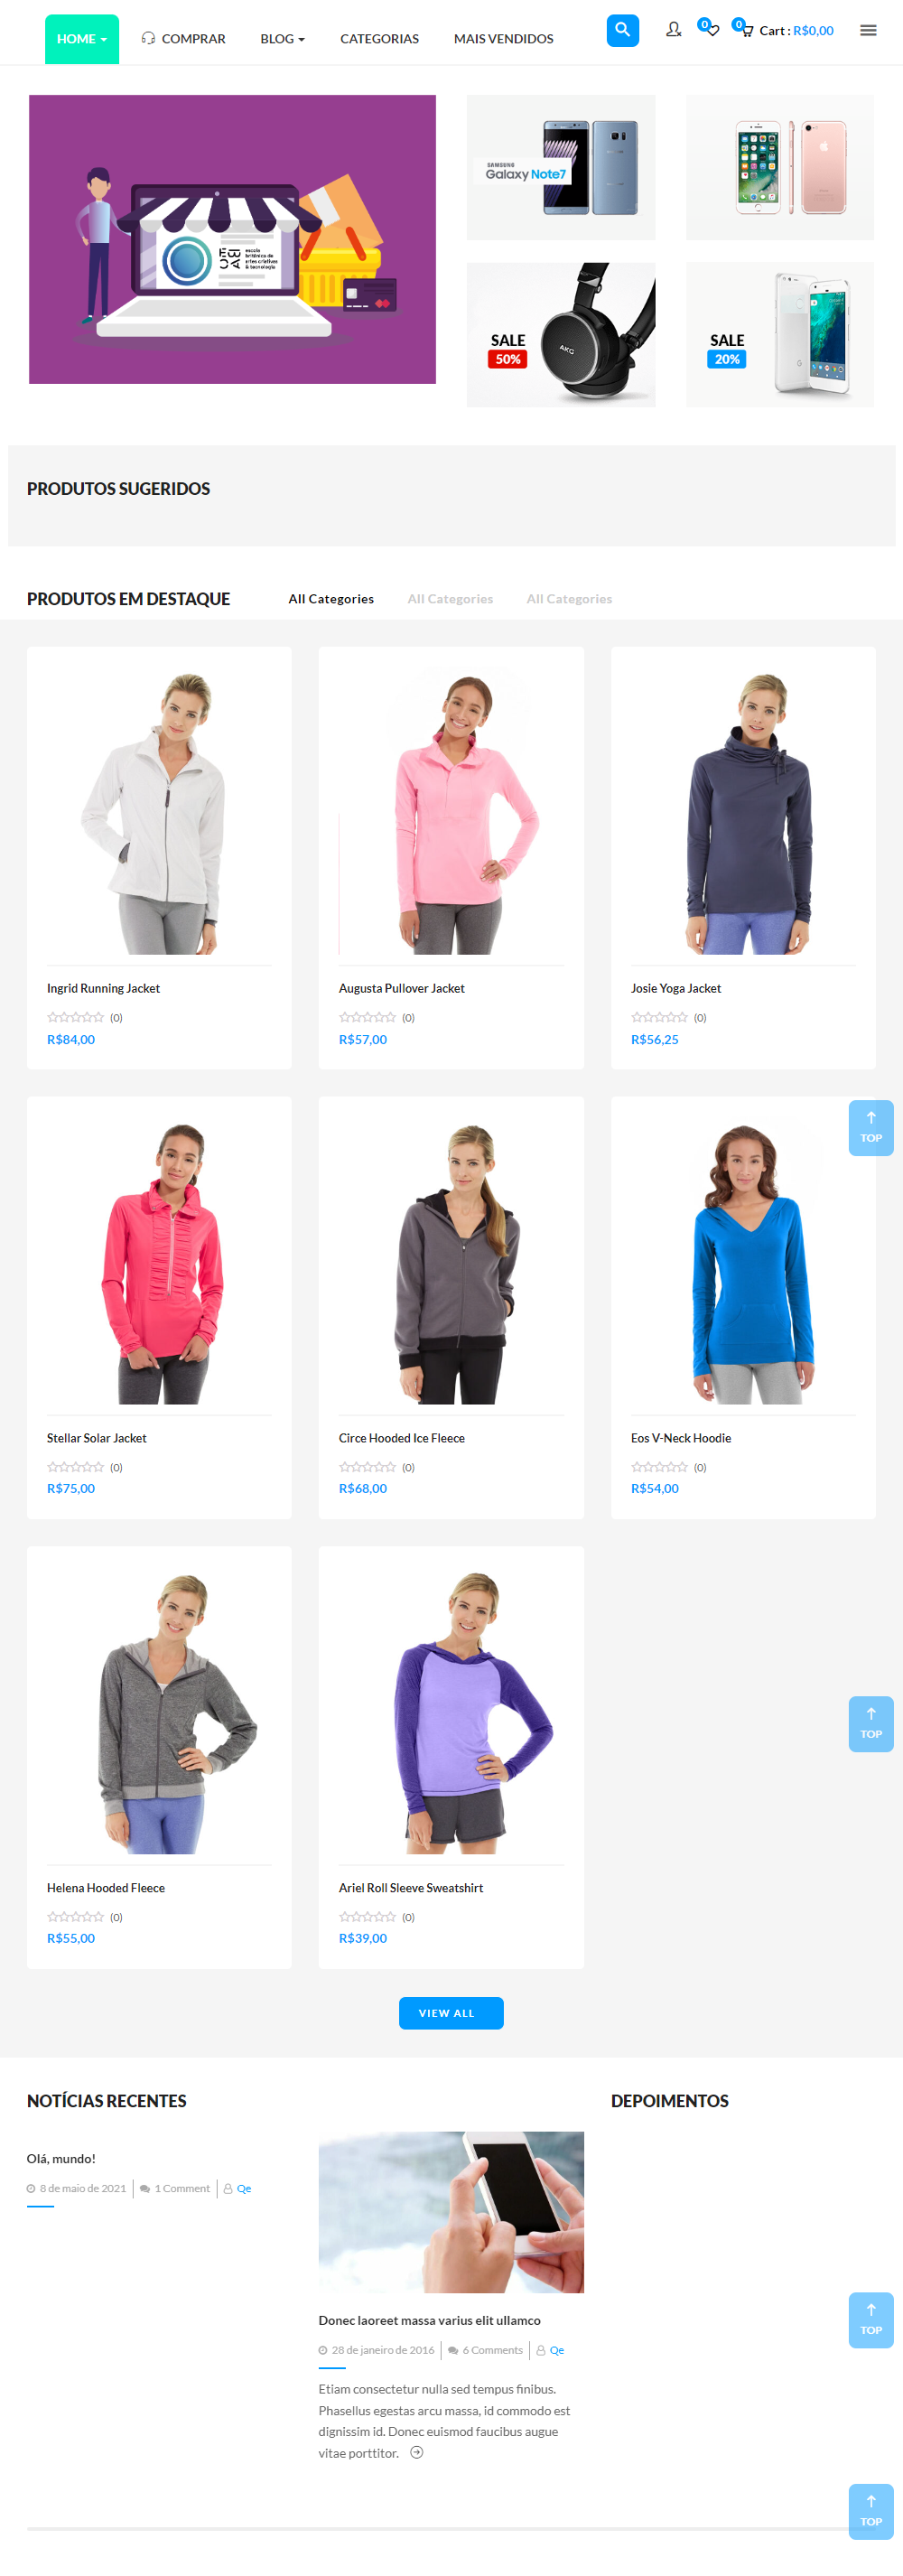 HOME
COMPRAR
BLOG
CATEGORIAS
MAIS VENDIDOS
0
0
Cart : R$0,00
escola
britânica de
artes criativas
& tecnologia
SAMSUNG
Galaxy Note7
SALE
50%
AKG
SALE
20%
PRODUTOS SUGERIDOS
PRODUTOS EM DESTAQUE
All Categories
All Categories
All Categories
Ingrid Running Jacket
(0)
R$84,00
Augusta Pullover Jacket
(0)
R$57,00
Josie Yoga Jacket
(0)
R$56,25
TOP
Stellar Solar Jacket
(0)
R$75,00
Circe Hooded Ice Fleece
(0)
R$68,00
Eos V-Neck Hoodie
(0)
R$54,00
TOP
Helena Hooded Fleece
(0)
R$55,00
Ariel Roll Sleeve Sweatshirt
(0)
R$39,00
VIEW ALL
NOTÍCIAS RECENTES
DEPOIMENTOS
Olá, mundo!
8 de maio de 2021
1 Comment
Qe
Donec laoreet massa varius elit ullamco
28 de janeiro de 2016
6 Comments
Qe
Etiam consectetur nulla sed tempus finibus.
Phasellus egestas arcu massa, id commodo est
dignissim id. Donec euismod faucibus augue
vitae porttitor.
TOP
TOP